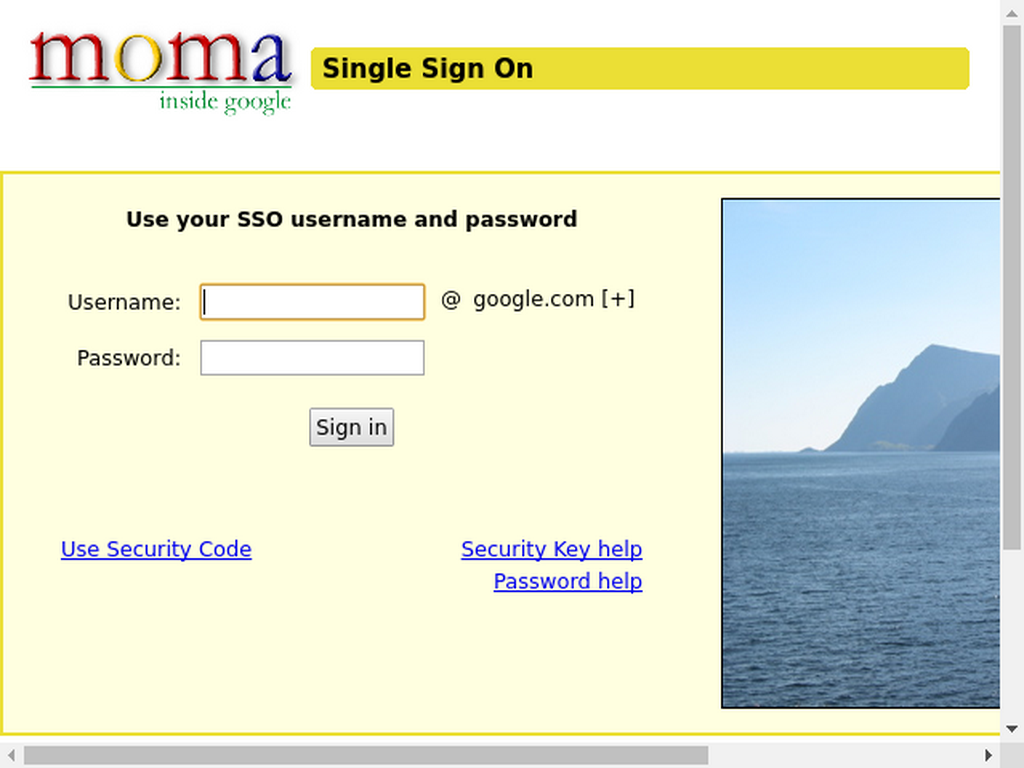 moma
inside google
Single Sign On
Use your SSO username and password
Username: @ google.com [+]
Password:
Sign in
Use Security Code Security Key help
Password help